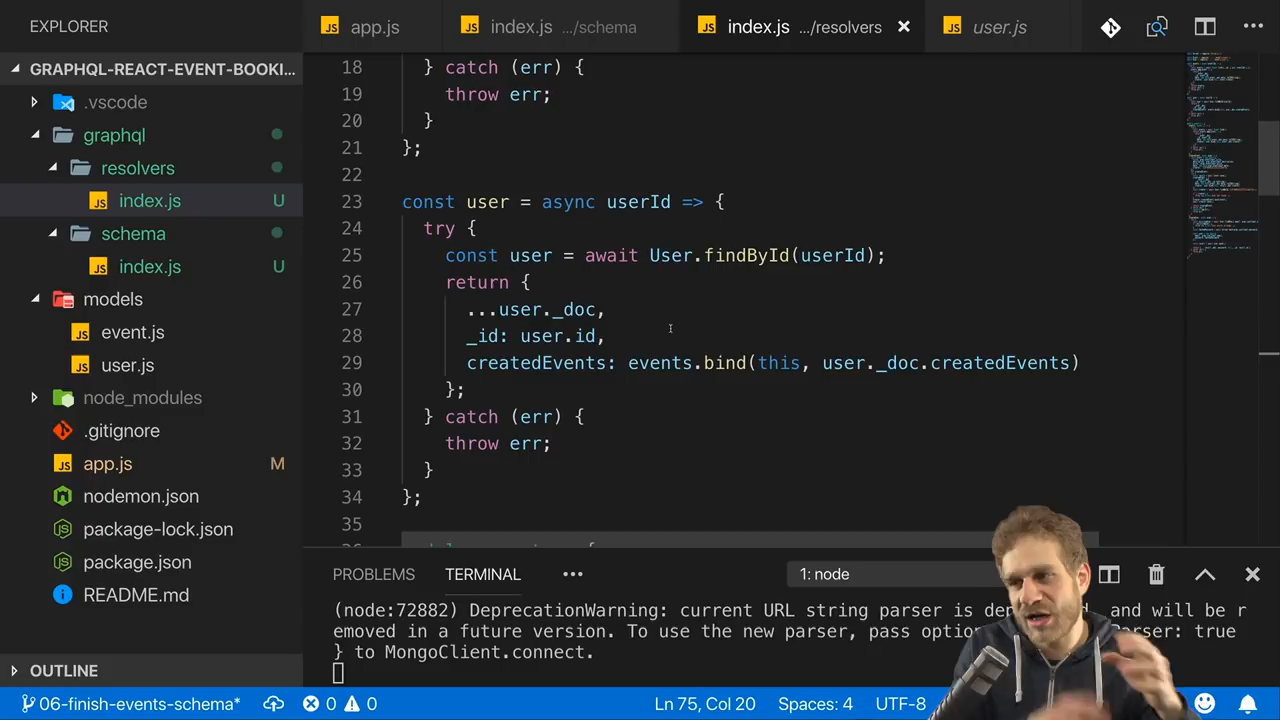 EXPLORER
GRAPHQL-REACT-EVENT-BOOKI...
.vscode
graphql
resolvers
index.js U
schema
index.js U
models
event.js
user.js
node_modules
.gitignore
app.js M
nodemon.json
package-lock.json
package.json
README.md
OUTLINE
app.js
index.js .../schema
index.js .../resolvers
user.js
18 } catch (err) {
19 throw err;
20 }
21 };
22
23 const user = async userId => {
24 try {
25 const user = await User.findById(userId);
26 return {
27 ...user._doc,
28 _id: user.id,
29 createdEvents: events.bind(this, user._doc.createdEvents)
30 };
31 } catch (err) {
32 throw err;
33 }
34 };
35
PROBLEMS TERMINAL ... 1: node
(node:72882) DeprecationWarning: current URL string parser is and will be r
emoved in a future version. To use the new parser, pass arser: true
} to MongoClient.connect.
06-finish-events-schema* 0 0 Ln 75, Col 20 Spaces: 4 UTF-8